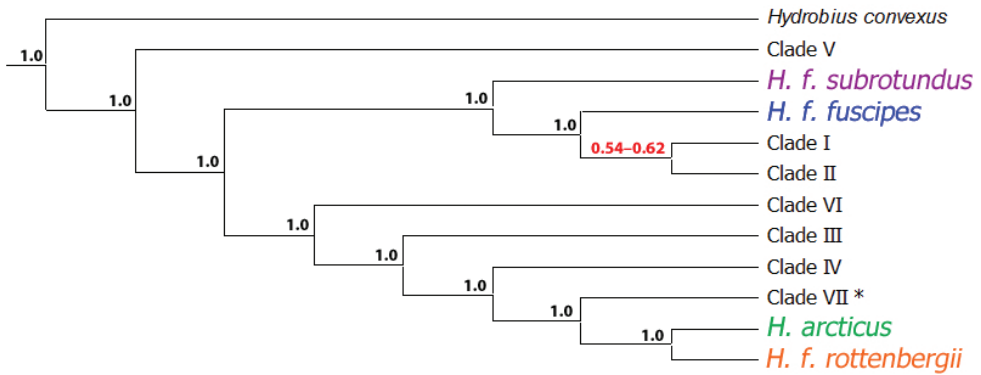 Hydrobius convexus
1.0
Clade V
1.0
H. f. subrotundus
1.0
H. f. fuscipes
1.0
Clade I
0.54–0.62
1.0
Clade II
Clade VI
1.0
Clade III
1.0
Clade IV
1.0
Clade VII *
1.0
H. arcticus
1.0
H. f. rottenbergii